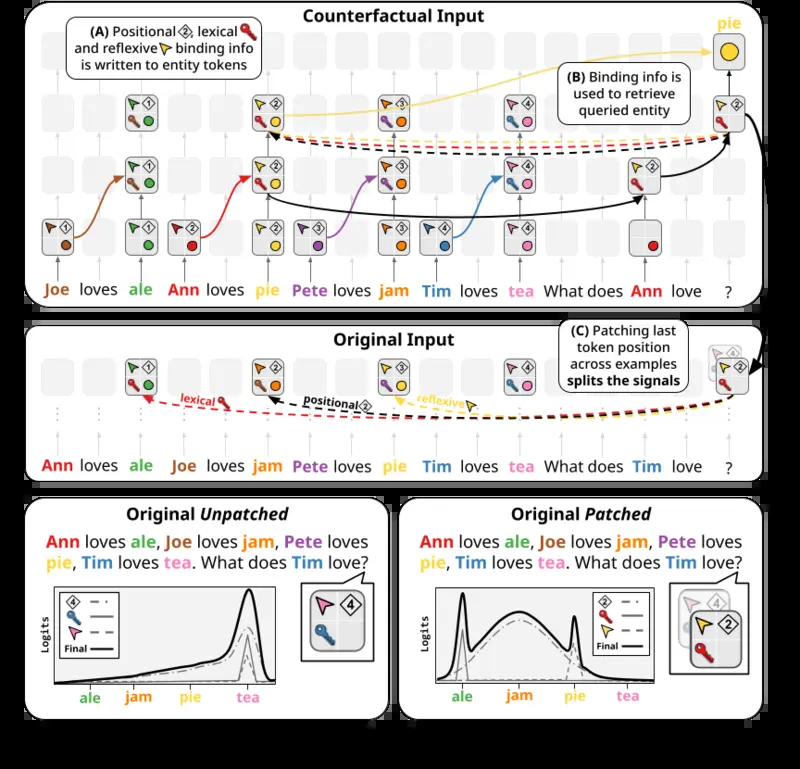 Counterfactual Input
(A) Positional 2, lexical
and reflexive binding info
is written to entity tokens
pie
(B) Binding info is
used to retrieve
queried entity
1 2 3 4 2
1 2 3 4 2
1 1 2 2 3 3 4 4
Joe loves ale Ann loves pie Pete loves jam Tim loves tea What does Ann love ?
Original Input
(C) Patching last
token position
across examples
splits the signals
1 2 3 4 4 2
lexical positional 2 reflexive
Ann loves ale Joe loves jam Pete loves pie Tim loves tea What does Tim love ?
Original Unpatched
Ann loves ale, Joe loves jam, Pete loves
pie, Tim loves tea. What does Tim love?
4
Final
Logits
4
ale jam pie tea
Original Patched
Ann loves ale, Joe loves jam, Pete loves
pie, Tim loves tea. What does Tim love?
2
Final
Logits
4
2
ale jam pie tea